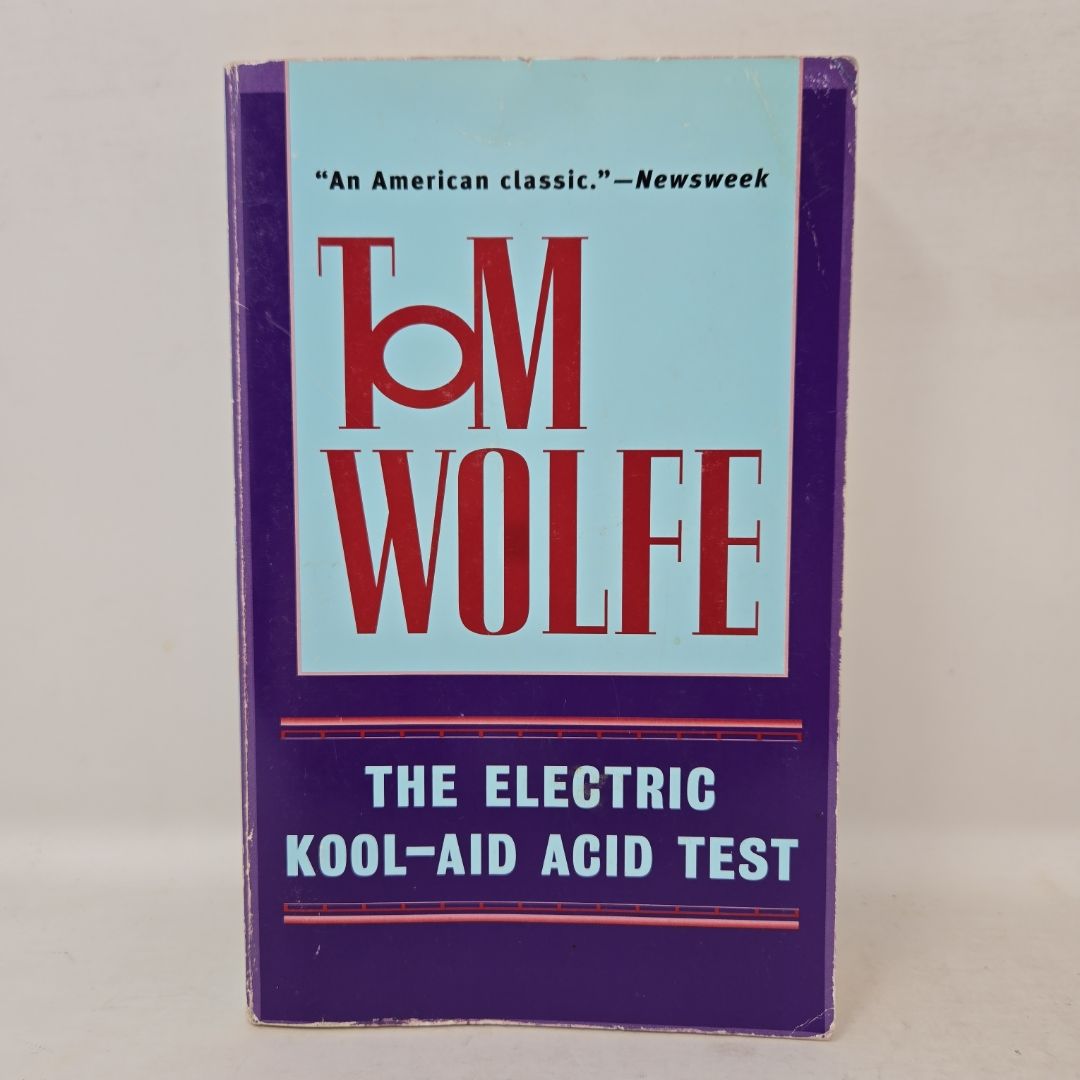 “An American classic.”—Newsweek
TOM
WOLFE
THE ELECTRIC
KOOL-AID ACID TEST